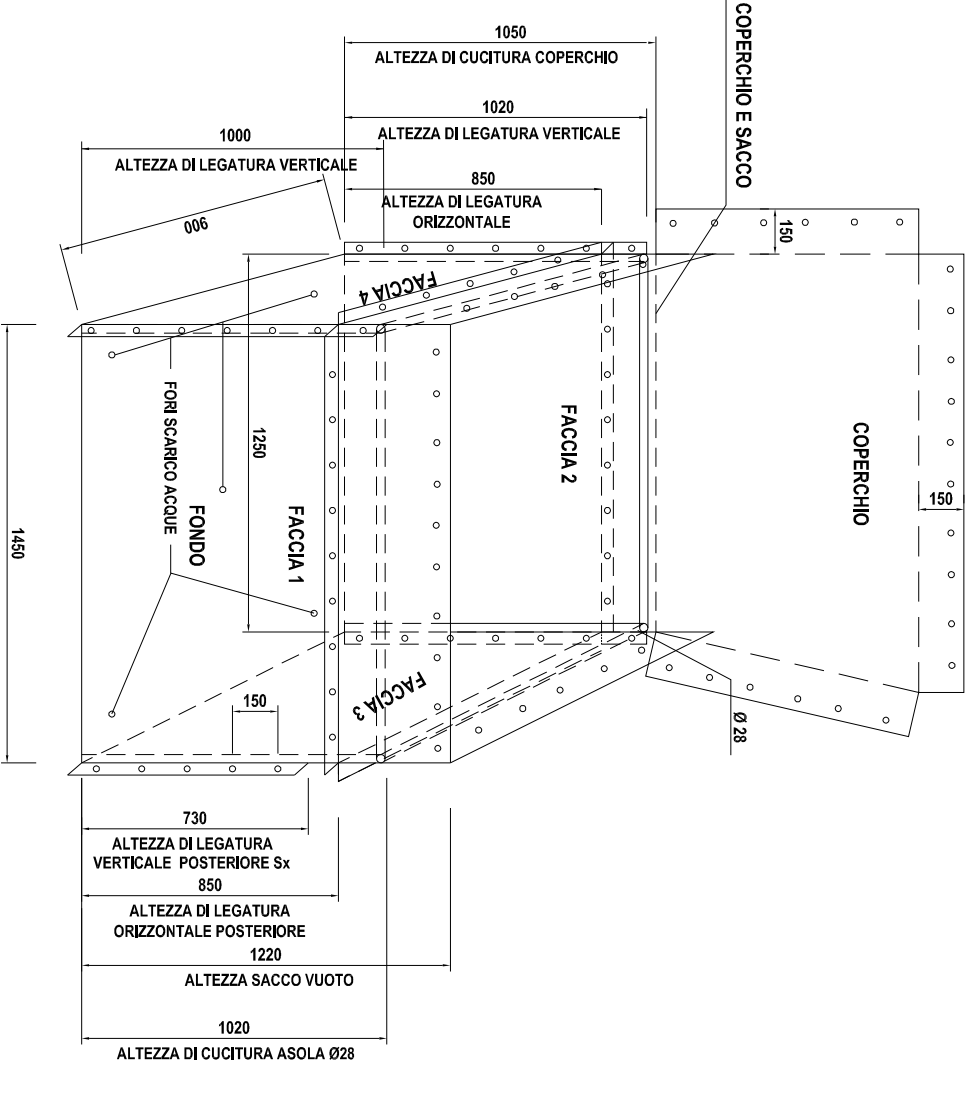 COPERCHIO E SACCO
1050
ALTEZZA DI CUCITURA COPERCHIO
1020
ALTEZZA DI LEGATURA VERTICALE
1000
ALTEZZA DI LEGATURA VERTICALE
850
ALTEZZA DI LEGATURA
ORIZZONTALE
900
150
FACCIA 4
FACCIA 2
COPERCHIO
150
FORI SCARICO ACQUE
1250
FONDO
FACCIA 1
1450
FACCIA 3
150
Ø 28
730
ALTEZZA DI LEGATURA
VERTICALE POSTERIORE Sx
850
ALTEZZA DI LEGATURA
ORIZZONTALE POSTERIORE
1220
ALTEZZA SACCO VUOTO
1020
ALTEZZA DI CUCITURA ASOLA Ø28